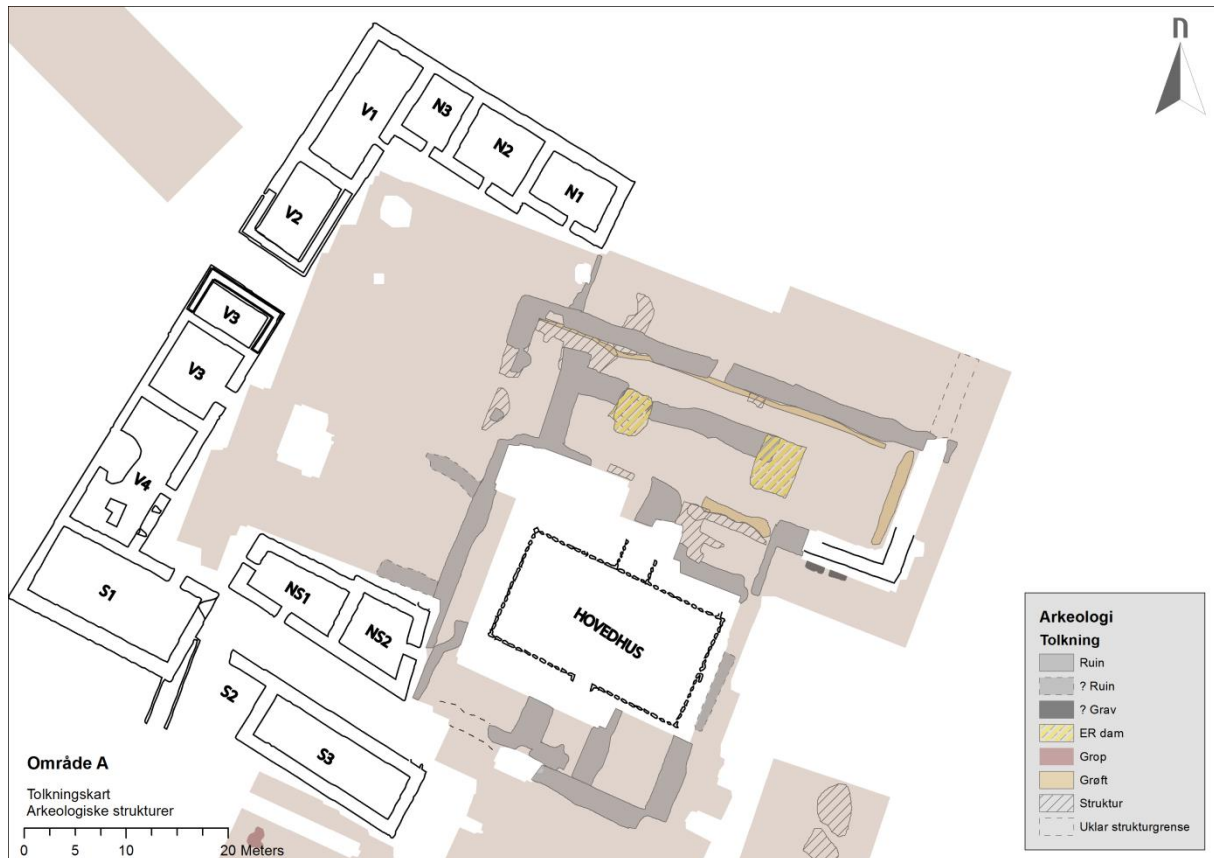 n
V1
N3
N2
N1
V2
V3
V3
V4
S1
NS1
NS2
HOVEDHUS
S2
S3
Område A
Tolkningskart
Arkeologiske strukturer
0 5 10 20 Meters
Arkeologi
Tolkning
Ruin
? Ruin
? Grav
ER dam
Grop
Grøft
Struktur
Uklar strukturgrense